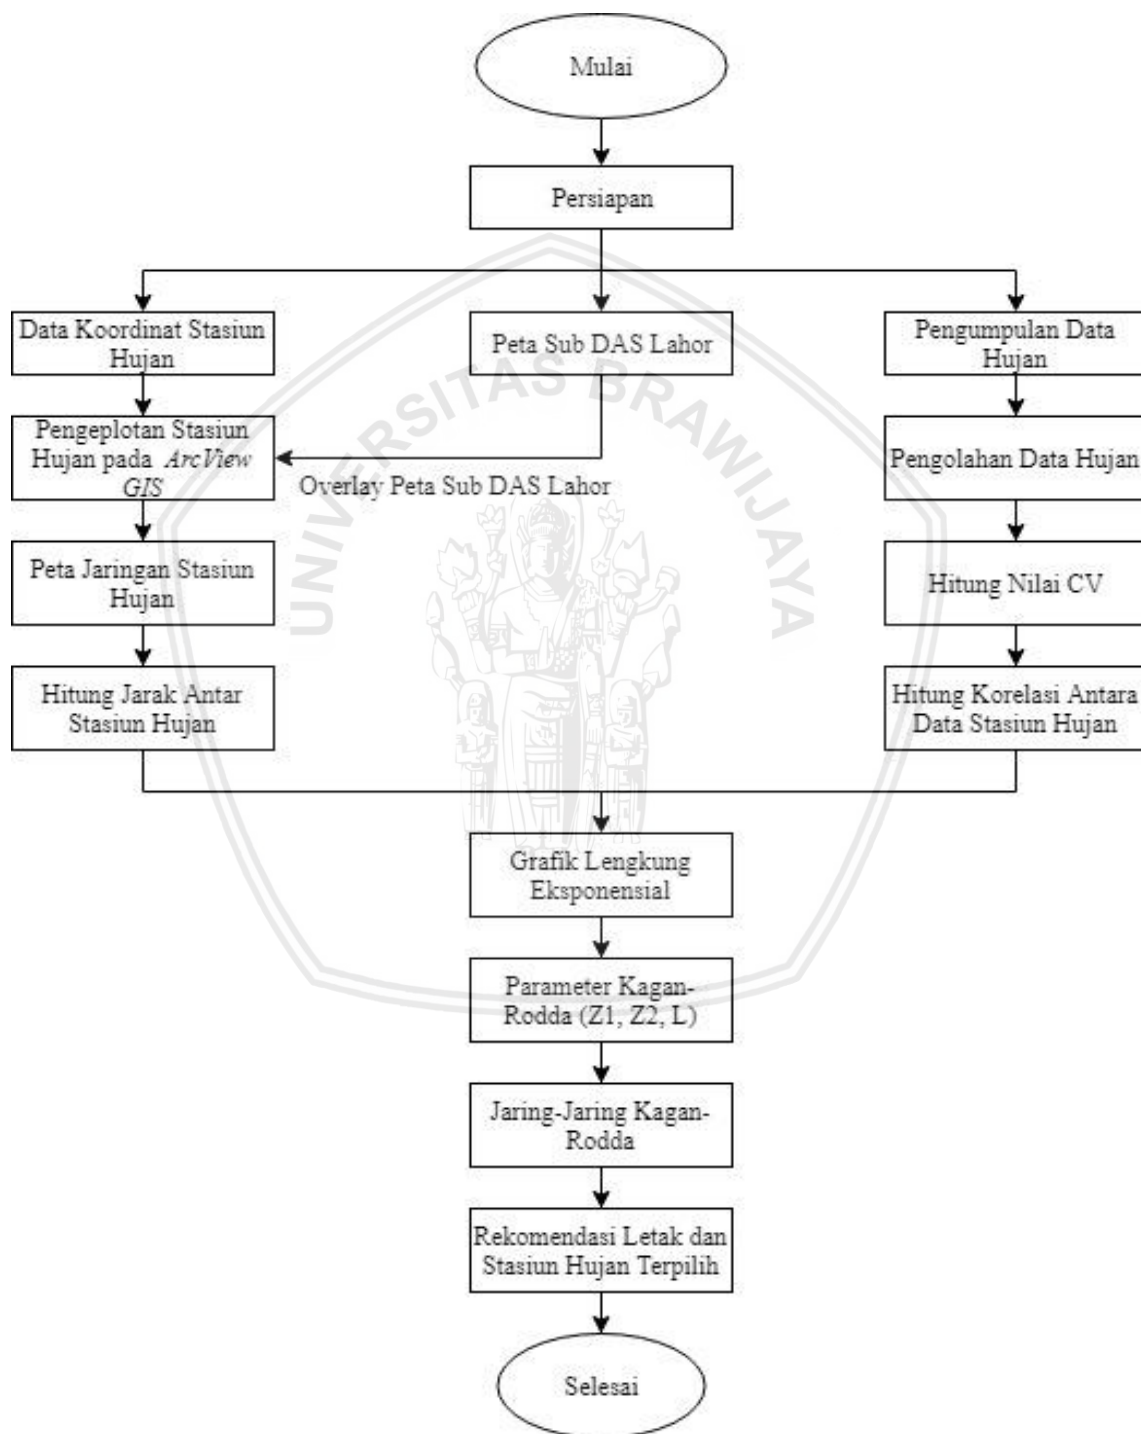 Mulai
Persiapan
Data Koordinat Stasiun
Hujan
Peta Sub DAS Lahor
Pengumpulan Data
Hujan
Pengeplotan Stasiun
Hujan pada ArcView
GIS
Overlay Peta Sub DAS Lahor
Pengolahan Data Hujan
Peta Jaringan Stasiun
Hujan
Hitung Nilai CV
Hitung Jarak Antar
Stasiun Hujan
Hitung Korelasi Antara
Data Stasiun Hujan
Grafik Lengkung
Eksponensial
Parameter Kagan-
Rodda (Z1, Z2, L)
Jaring-Jaring Kagan-
Rodda
Rekomendasi Letak dan
Stasiun Hujan Terpilih
Selesai
UNIVERSITAS BRAWIJAYA